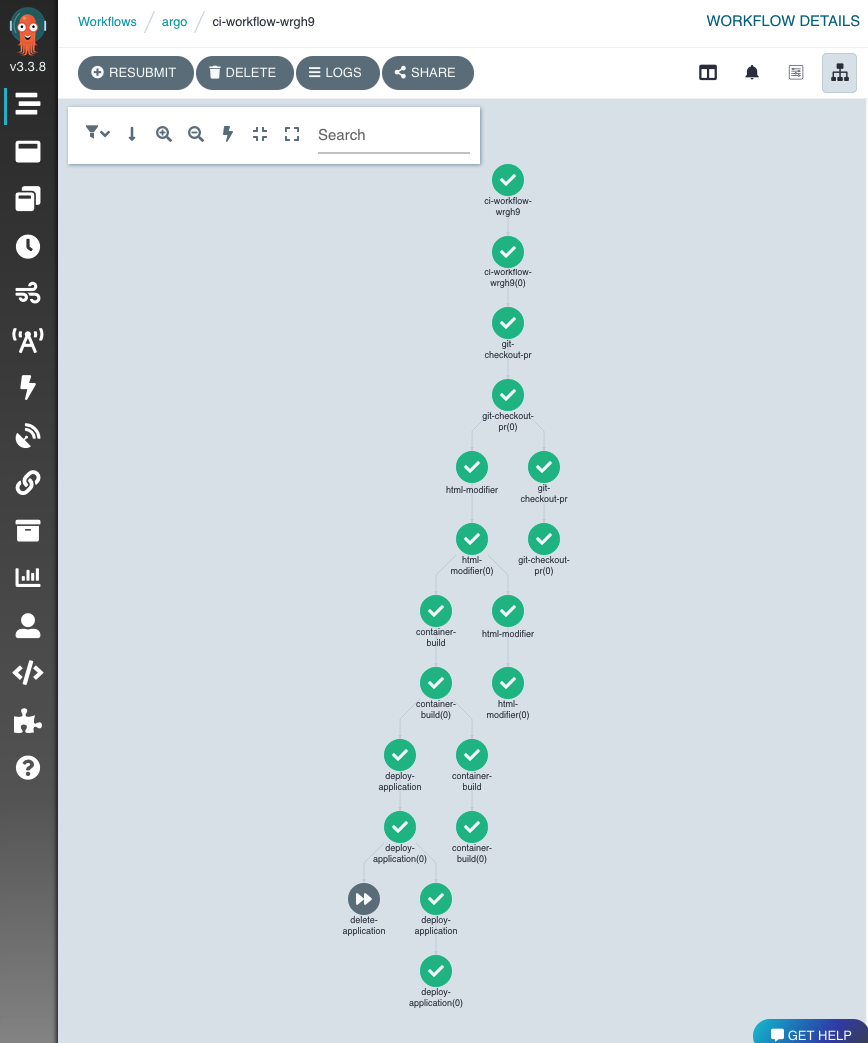 Workflows / argo / ci-workflow-wrgh9
WORKFLOW DETAILS
v3.3.8
RESUBMIT
DELETE
LOGS
SHARE
Search
ci-workflow-
wrgh9
ci-workflow-
wrgh9(0)
git-
checkout-pr
git-checkout-
pr(0)
html-modifier
git-
checkout-pr
html-
modifier(0)
git-checkout-
pr(0)
container-
build
html-modifier
container-
build(0)
html-
modifier(0)
deploy-
application
container-
build
deploy-
application(0)
container-
build(0)
delete-
application
deploy-
application
deploy-
application(0)
GET HELP